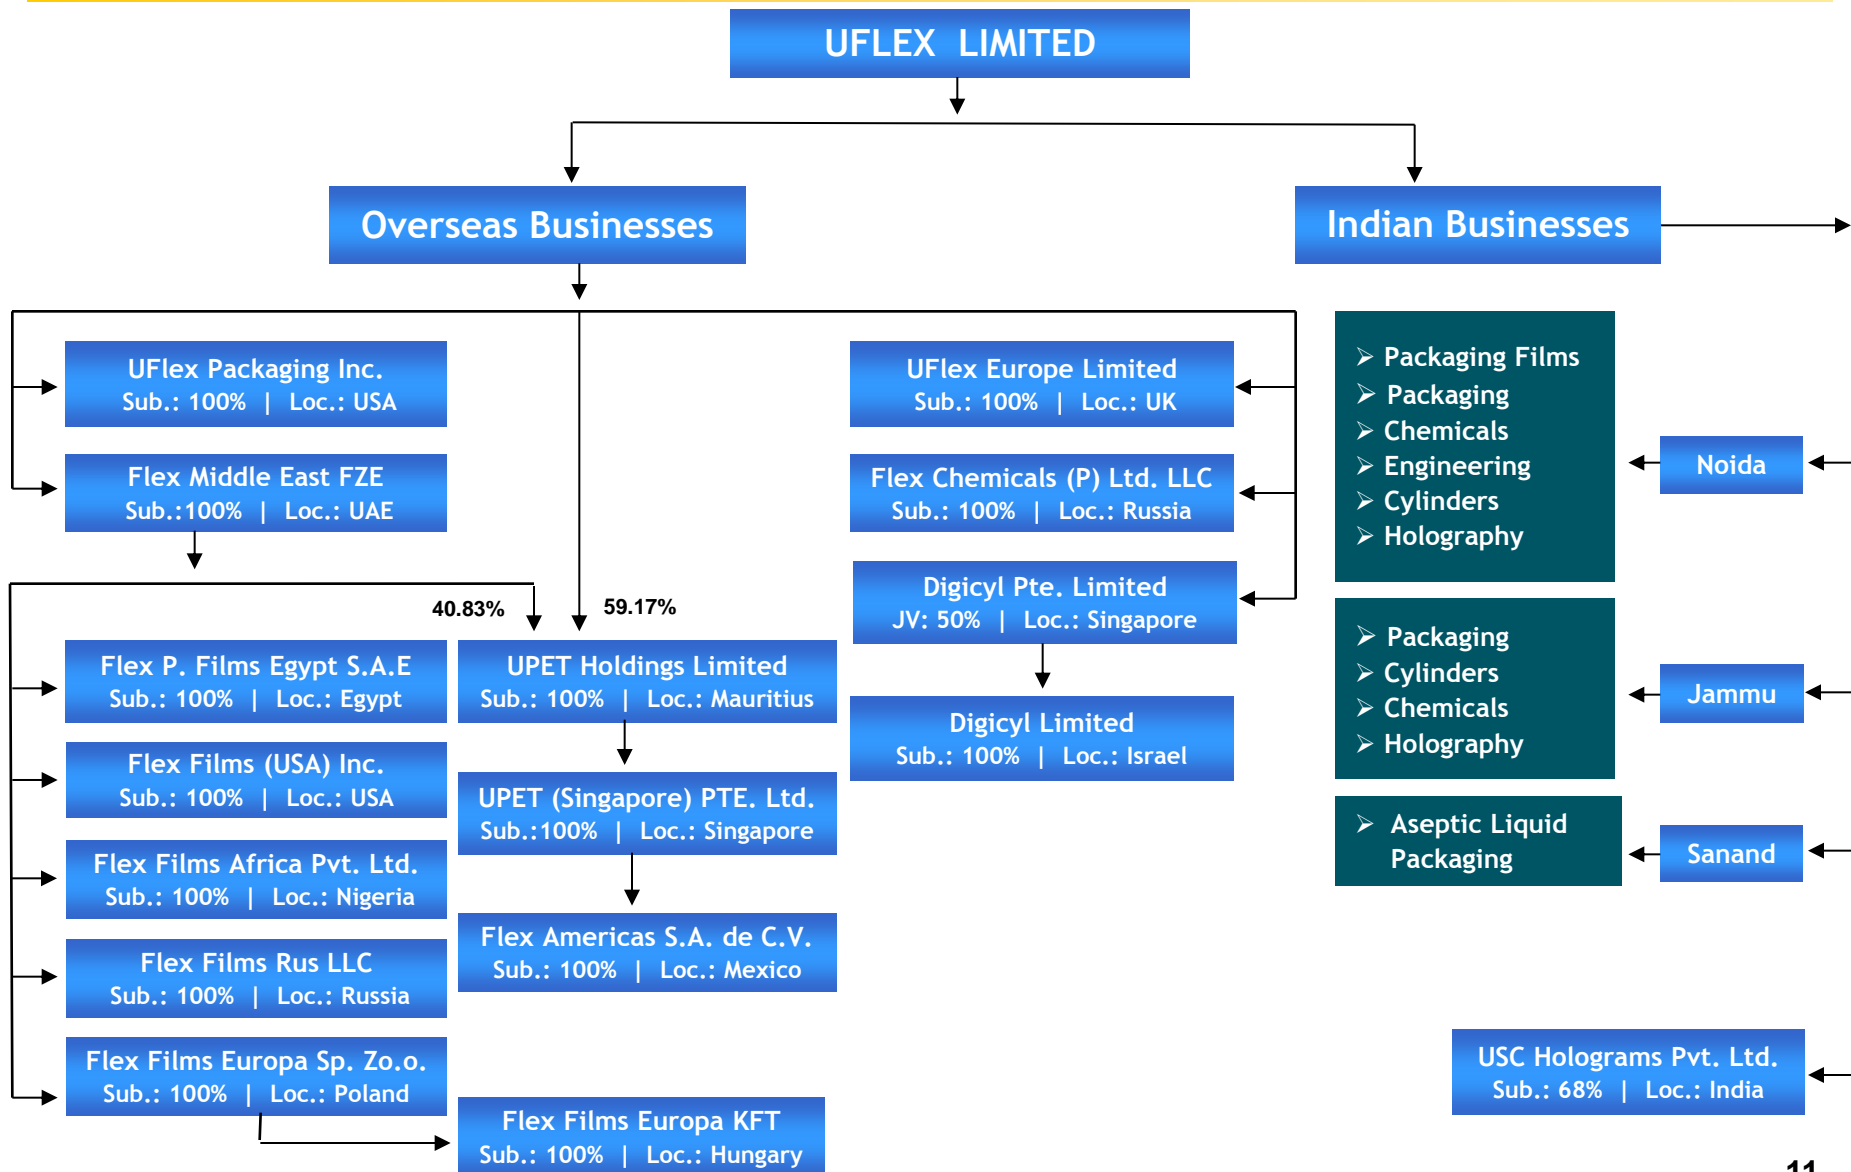 UFLEX LIMITED
Overseas Businesses
Indian Businesses
UFlex Packaging Inc.
Sub.: 100% | Loc.: USA
Flex Middle East FZE
Sub.:100% | Loc.: UAE
40.83%
59.17%
Flex P. Films Egypt S.A.E
Sub.: 100% | Loc.: Egypt
Flex Films (USA) Inc.
Sub.: 100% | Loc.: USA
Flex Films Africa Pvt. Ltd.
Sub.: 100% | Loc.: Nigeria
Flex Films Rus LLC
Sub.: 100% | Loc.: Russia
Flex Films Europa Sp. Zo.o.
Sub.: 100% | Loc.: Poland
UPET Holdings Limited
Sub.: 100% | Loc.: Mauritius
UPET (Singapore) PTE. Ltd.
Sub.:100% | Loc.: Singapore
Flex Americas S.A. de C.V.
Sub.: 100% | Loc.: Mexico
Flex Films Europa KFT
Sub.: 100% | Loc.: Hungary
UFlex Europe Limited
Sub.: 100% | Loc.: UK
Flex Chemicals (P) Ltd. LLC
Sub.: 100% | Loc.: Russia
Digicyl Pte. Limited
JV: 50% | Loc.: Singapore
Digicyl Limited
Sub.: 100% | Loc.: Israel
➢ Packaging Films
➢ Packaging
➢ Chemicals
➢ Engineering
➢ Cylinders
➢ Holography
Noida
➢ Packaging
➢ Cylinders
➢ Chemicals
➢ Holography
Jammu
➢ Aseptic Liquid
Packaging
Sanand
USC Holograms Pvt. Ltd.
Sub.: 68% | Loc.: India
11